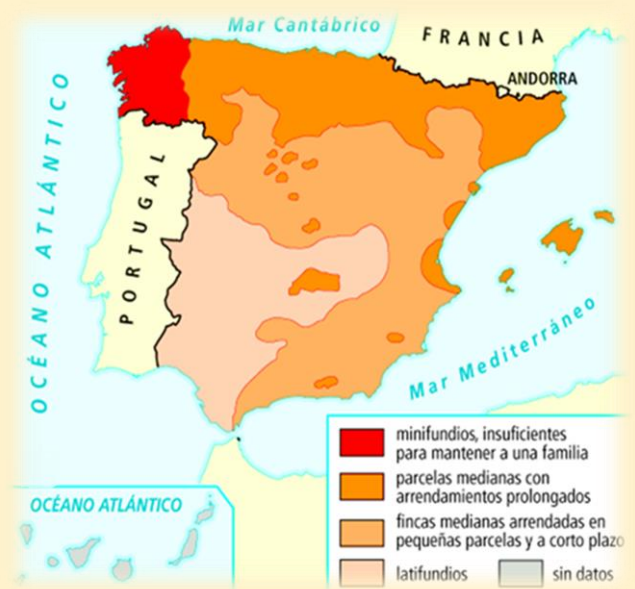 Mar Cantábrico
FRANCIA
ANDORRA
OCÉANO ATLÁNTICO
PORTUGAL
Mar Mediterráneo
OCÉANO ATLÁNTICO
minifundios, insuficientes
para mantener a una familia
parcelas medianas con
arrendamientos prolongados
fincas medianas arrendadas en
pequeñas parcelas y a corto plazo
latifundios
sin datos